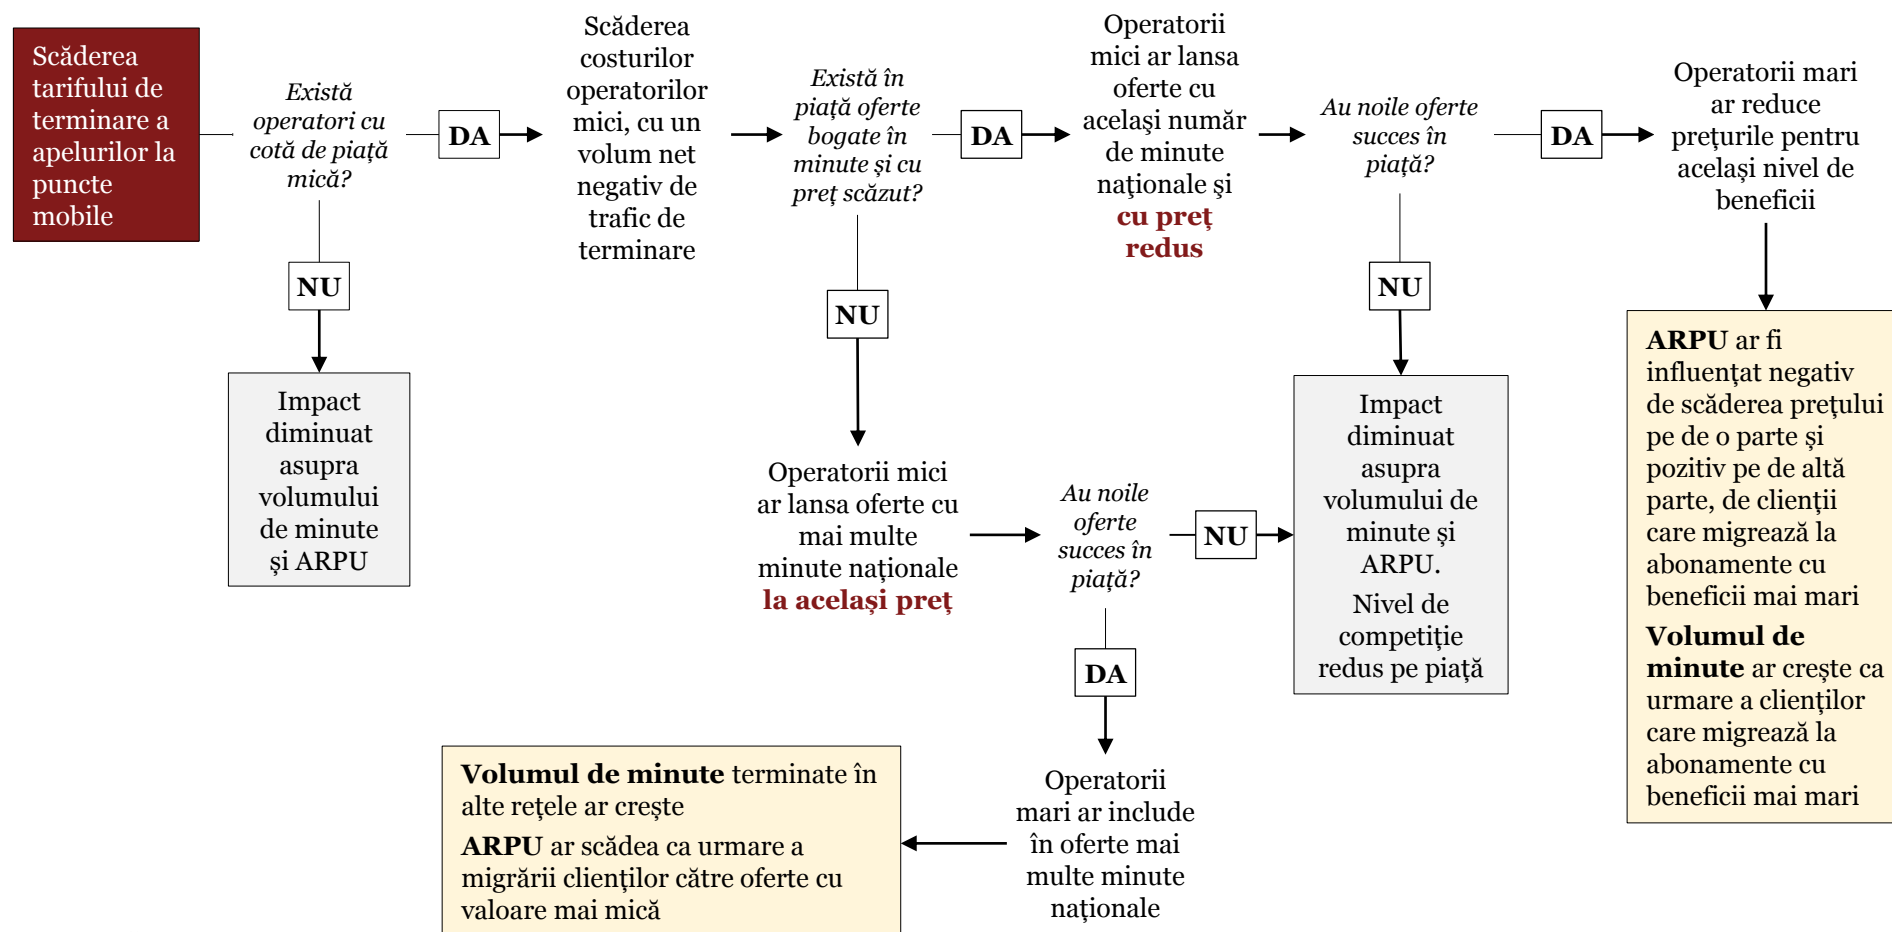 Scăderea
tarifului de
terminare a
apelurilor la
puncte
mobile
Există
operatori cu
cotă de piață
mică?
DA
NU
Impact
diminuat
asupra
volumului
de minute
și ARPU
Scăderea
costurilor
operatorilor
mici, cu un
volum net
negativ de
trafic de
terminare
Există în
piață oferte
bogate în
minute și cu
preț scăzut?
DA
NU
Operatorii
mici ar lansa
oferte cu
acelaşi număr
de minute
naţionale şi
cu preț
redus
Au noile oferte
succes în
piață?
DA
NU
Operatorii mari
ar reduce
prețurile pentru
același nivel de
beneficii
ARPU ar fi
influențat negativ
de scăderea prețului
pe de o parte și
pozitiv pe de altă
parte, de clienții
care migrează la
abonamente cu
beneficii mai mari
Volumul de
minute ar crește ca
urmare a clienților
care migrează la
abonamente cu
beneficii mai mari
Operatorii mici
ar lansa oferte cu
mai multe
minute naționale
la același preț
Au noile
oferte
succes în
piață?
NU
DA
Impact
diminuat
asupra
volumului de
minute și
ARPU.
Nivel de
competiție
redus pe piață
Operatorii
mari ar include
în oferte mai
multe minute
naționale
Volumul de minute terminate în
alte rețele ar crește
ARPU ar scădea ca urmare a
migrării clienților către oferte cu
valoare mai mică